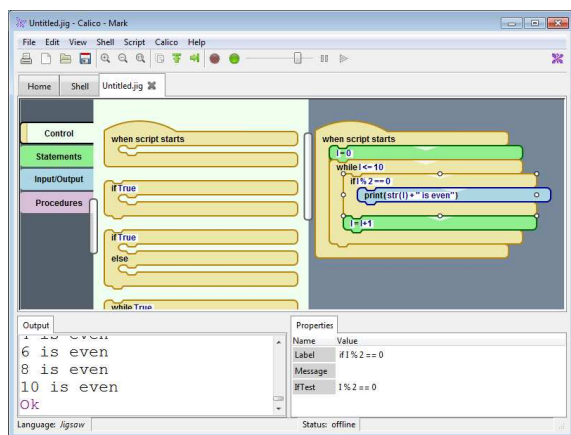 Untitled.jig - Calico - Mark
File Edit View Shell Script Calico Help
Home Shell Untitled.jig
Control
Statements
Input/Output
Procedures
when script starts
if True
if True
else
while True
when script starts
I = 0
while I <= 10
if I % 2 == 0
print(str(I) + " is even")
I = I+1
Output
is even
6 is even
8 is even
10 is even
Ok
Properties
Name Value
Label if I % 2 == 0
Message
IfTest I % 2 == 0
Language: Jigsaw
Status: offline